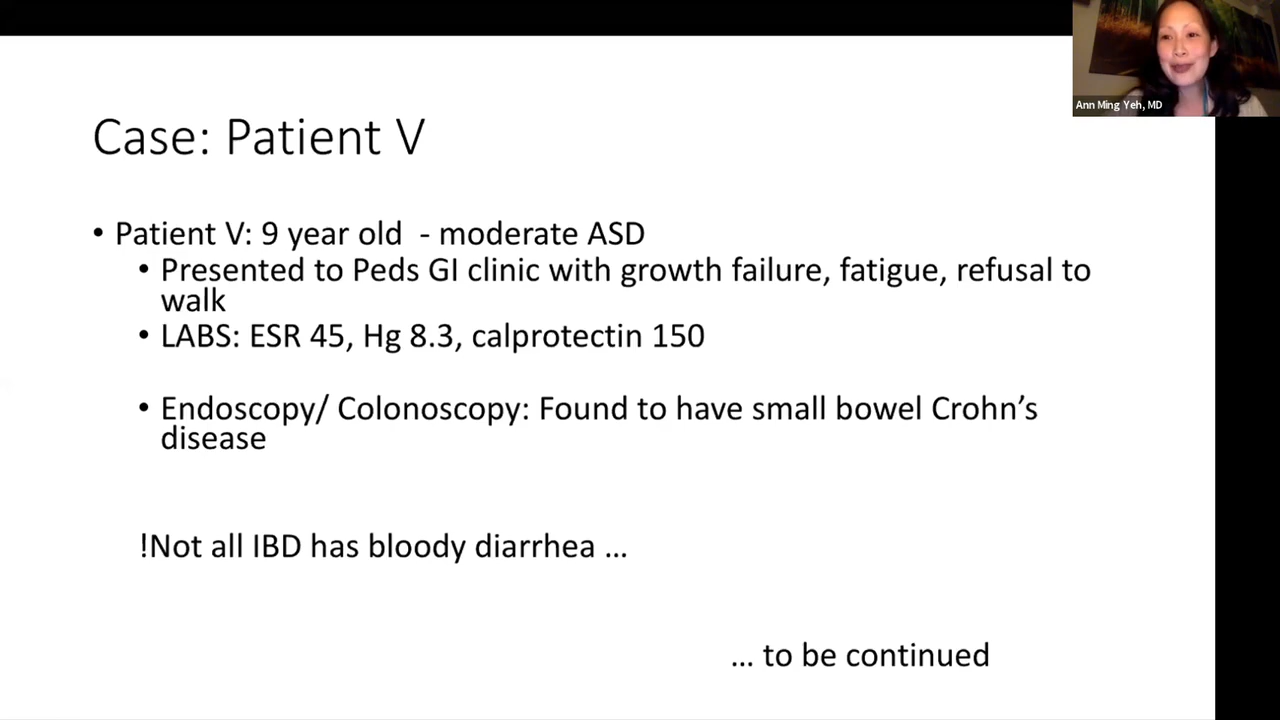 Ann Ming Yeh, MD
Case: Patient V
• Patient V: 9 year old - moderate ASD
• Presented to Peds GI clinic with growth failure, fatigue, refusal to
walk
• LABS: ESR 45, Hg 8.3, calprotectin 150
• Endoscopy/ Colonoscopy: Found to have small bowel Crohn’s
disease
!Not all IBD has bloody diarrhea ...
... to be continued